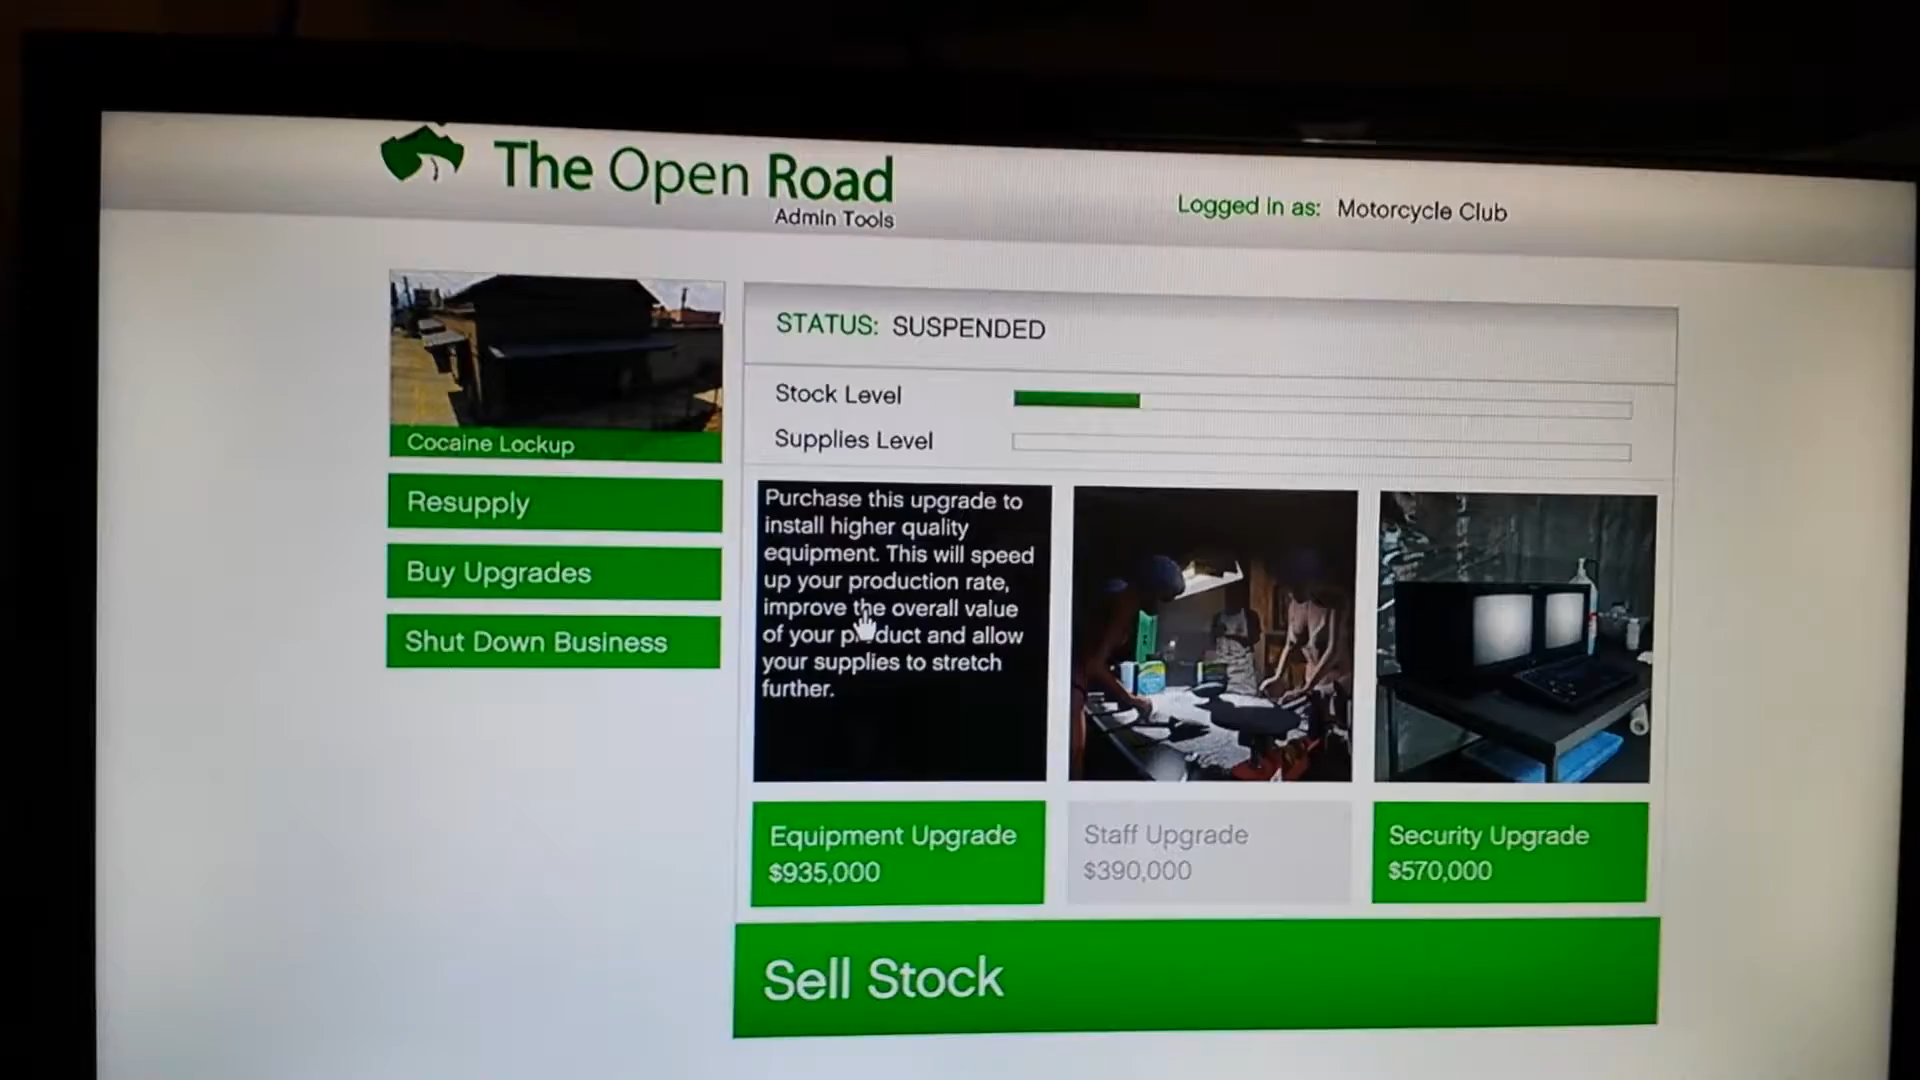 The Open Road
Admin Tools
Logged in as: Motorcycle Club
Cocaine Lockup
Resupply
Buy Upgrades
Shut Down Business
STATUS: SUSPENDED
Stock Level
Supplies Level
Purchase this upgrade to
install higher quality
equipment. This will speed
up your production rate,
improve the overall value
of your product and allow
your supplies to stretch
further.
Equipment Upgrade
$935,000
Staff Upgrade
$390,000
Security Upgrade
$570,000
Sell Stock